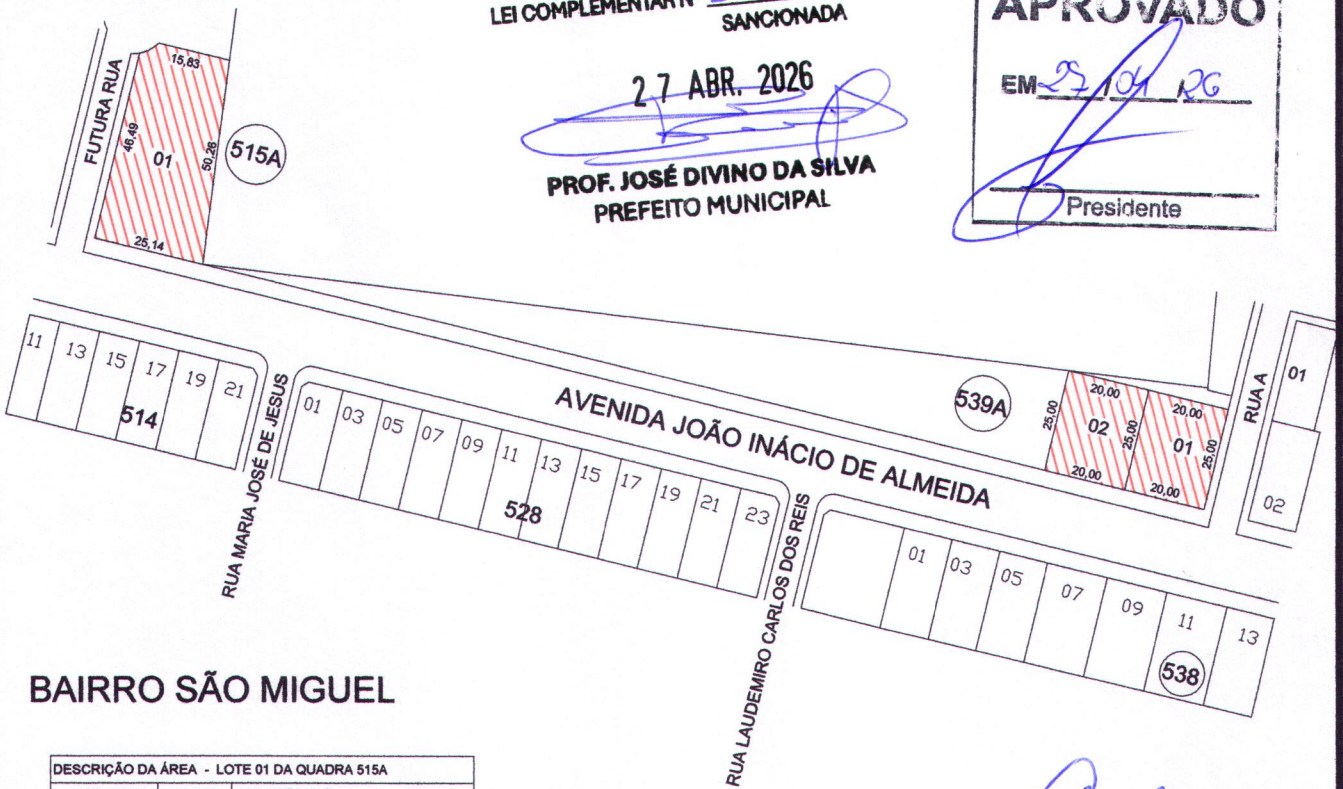 LEI COMPLEMENTAR Nº
SANCIONADA
27 ABR. 2026
PROF. JOSÉ DIVINO DA SILVA
PREFEITO MUNICIPAL
APROVADO
EM 27/04 26
Presidente
FUTURA RUA
15,83
46,49
01
50,26
25,14
515A
11 13 15 17 19 21
514
RUA MARIA JOSÉ DE JESUS
01 03 05 07 09 11 13 15 17 19 21 23
528
AVENIDA JOÃO INÁCIO DE ALMEIDA
539A
20,00
25,00
02
25,00
20,00
20,00
01
25,00
20,00
RUA A
01
02
RUA LAUDEMIRO CARLOS DOS REIS
01 03 05 07 09 11 13
538
BAIRRO SÃO MIGUEL
DESCRIÇÃO DA ÁREA - LOTE 01 DA QUADRA 515A